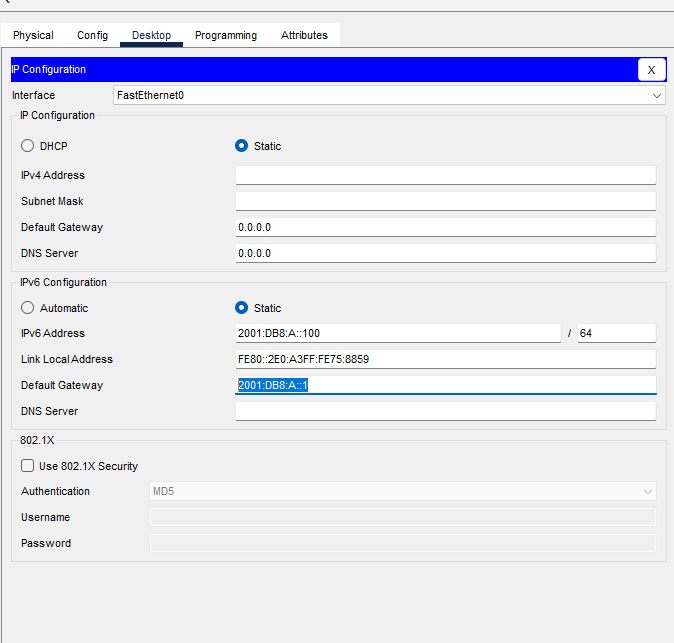 Physical Config Desktop Programming Attributes
IP Configuration X
Interface FastEthernet0
IP Configuration
DHCP Static
IPv4 Address
Subnet Mask
Default Gateway 0.0.0.0
DNS Server 0.0.0.0
IPv6 Configuration
Automatic Static
IPv6 Address 2001:DB8:A::100 / 64
Link Local Address FE80::2E0:A3FF:FE75:8859
Default Gateway 2001:DB8:A::1
DNS Server
802.1X
Use 802.1X Security
Authentication MD5
Username
Password